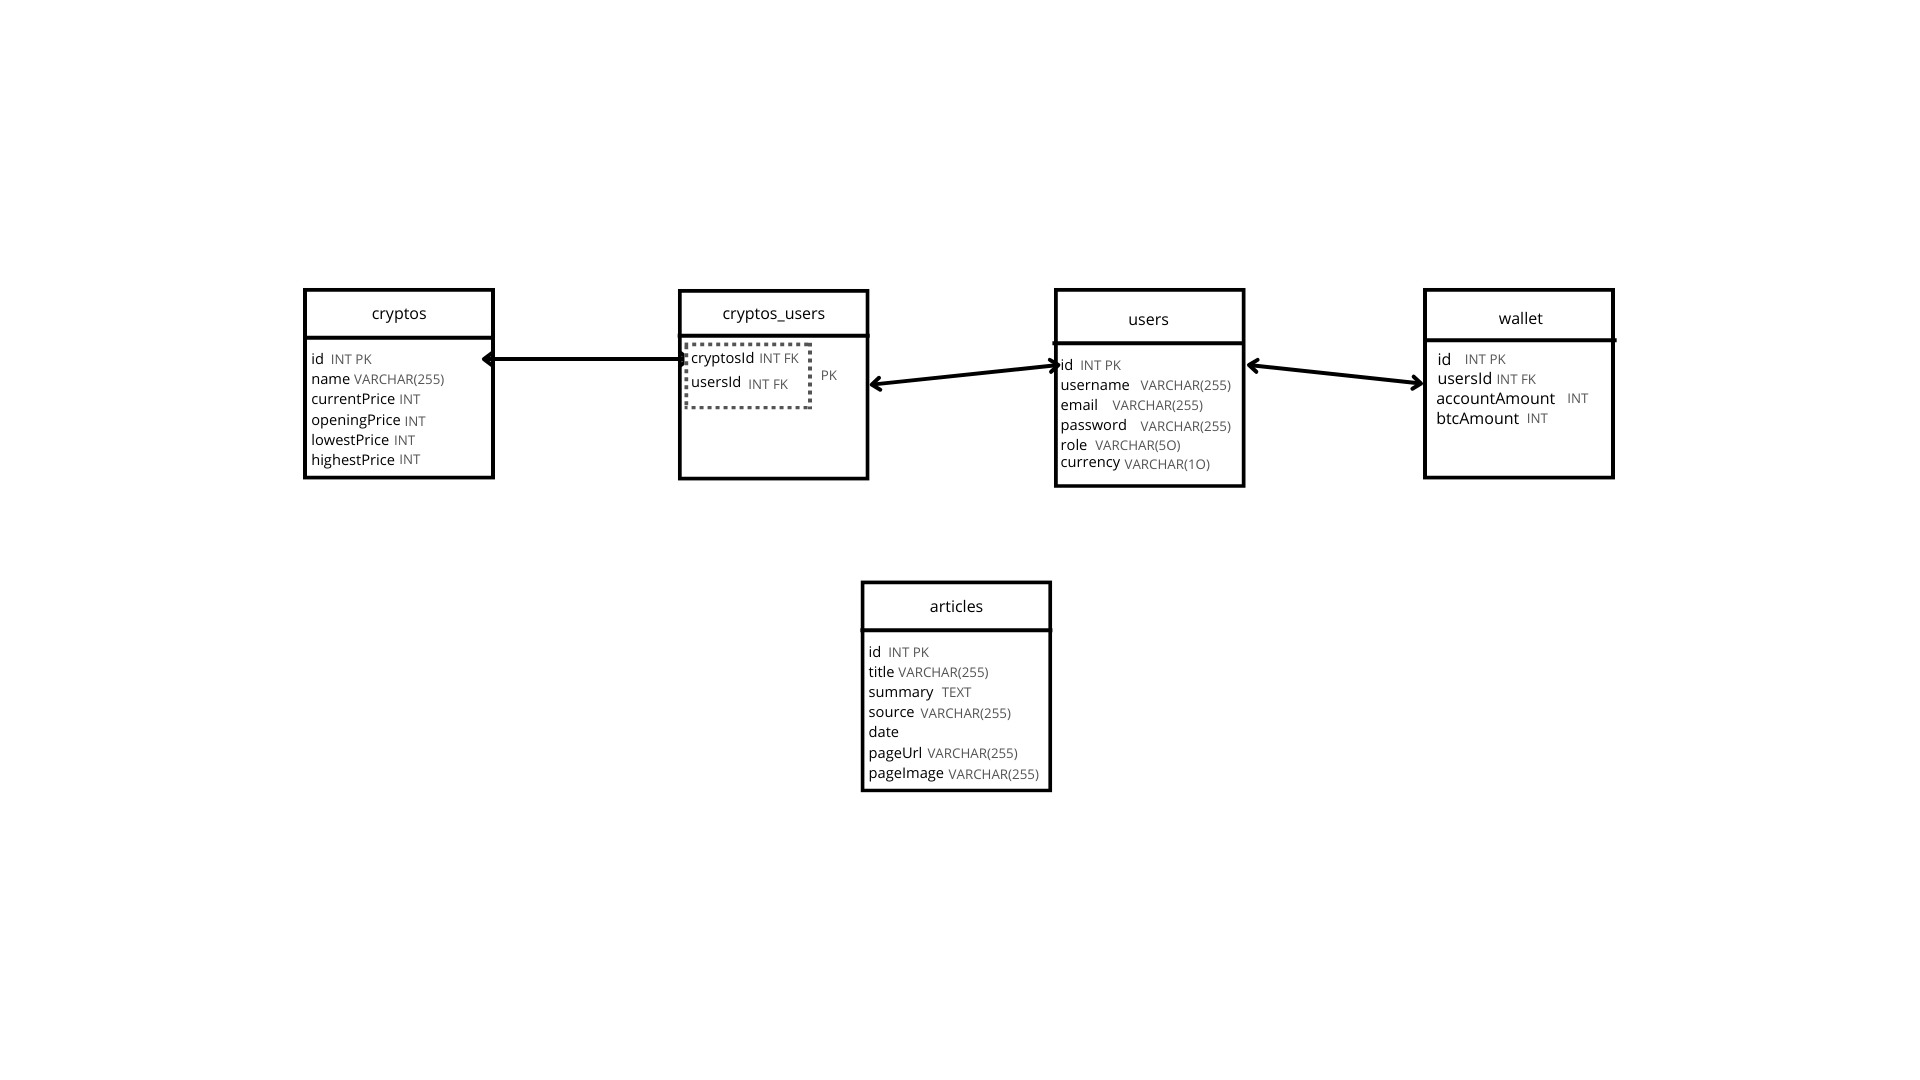 cryptos
id INT PK
name VARCHAR(255)
currentPrice INT
openingPrice INT
lowestPrice INT
highestPrice INT
cryptos_users
cryptosId INT FK
usersId INT FK
PK
users
id INT PK
username VARCHAR(255)
email VARCHAR(255)
password VARCHAR(255)
role VARCHAR(5O)
currency VARCHAR(1O)
wallet
id INT PK
usersId INT FK
accountAmount INT
btcAmount INT
articles
id INT PK
title VARCHAR(255)
summary TEXT
source VARCHAR(255)
date
pageUrl VARCHAR(255)
pageImage VARCHAR(255)